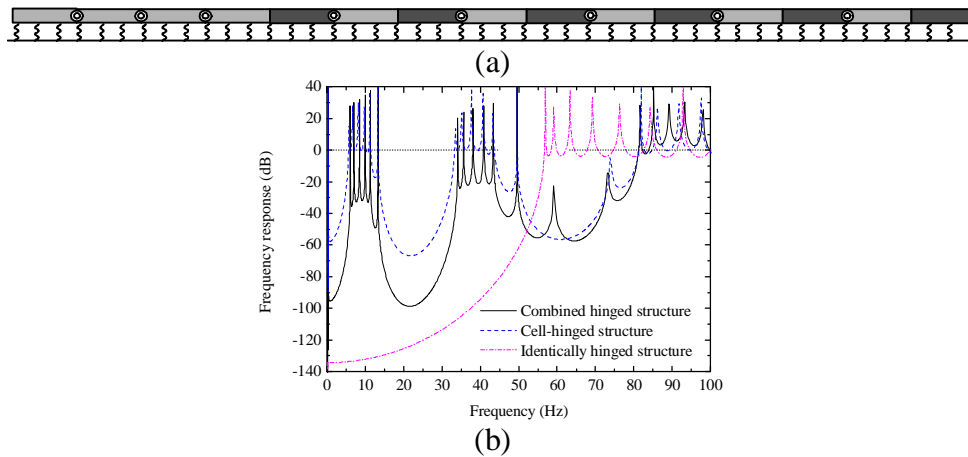 (a)
40
20
0
-20
-40
-60
-80
-100
-120
-140
Frequency response (dB)
Combined hinged structure
Cell-hinged structure
Identically hinged structure
0 10 20 30 40 50 60 70 80 90 100
Frequency (Hz)
(b)